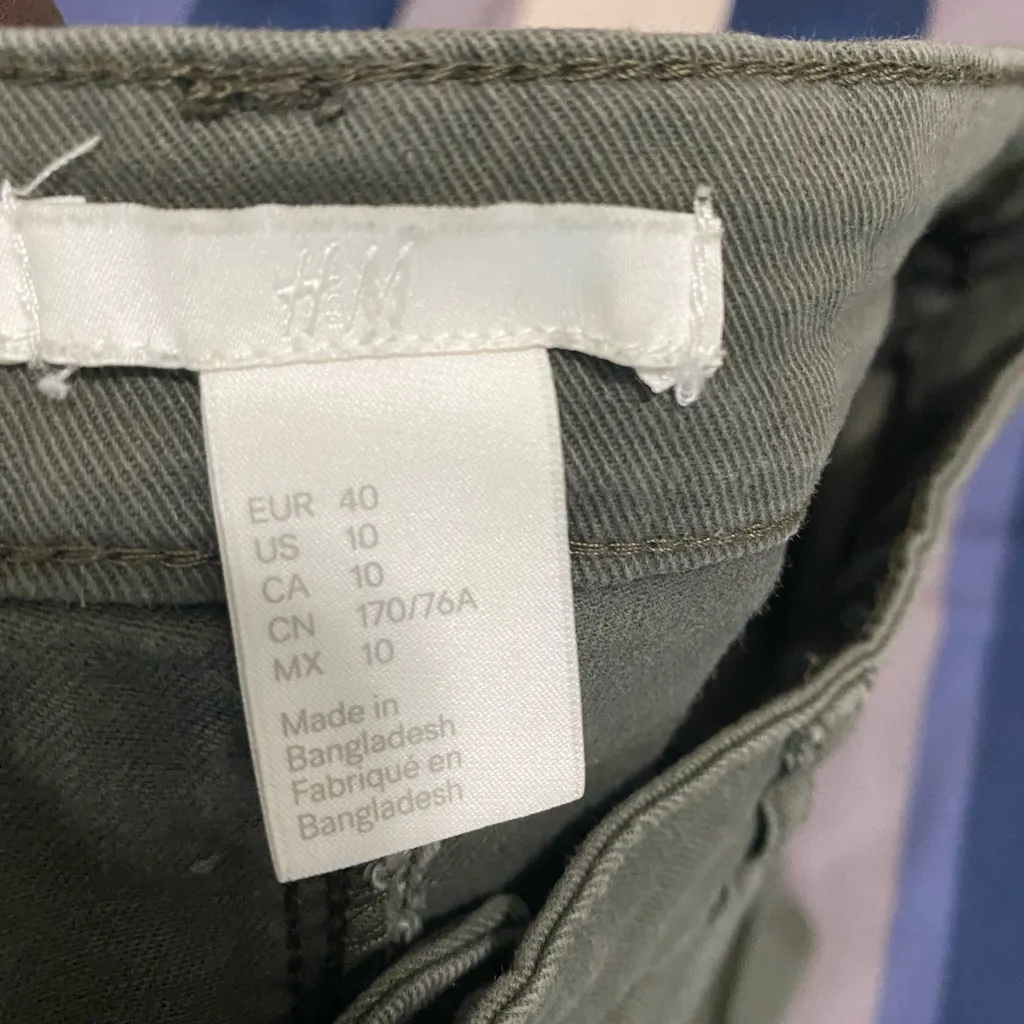 H&M
EUR 40
US 10
CA 10
CN 170/76A
MX 10
Made in
Bangladesh
Fabriqué en
Bangladesh